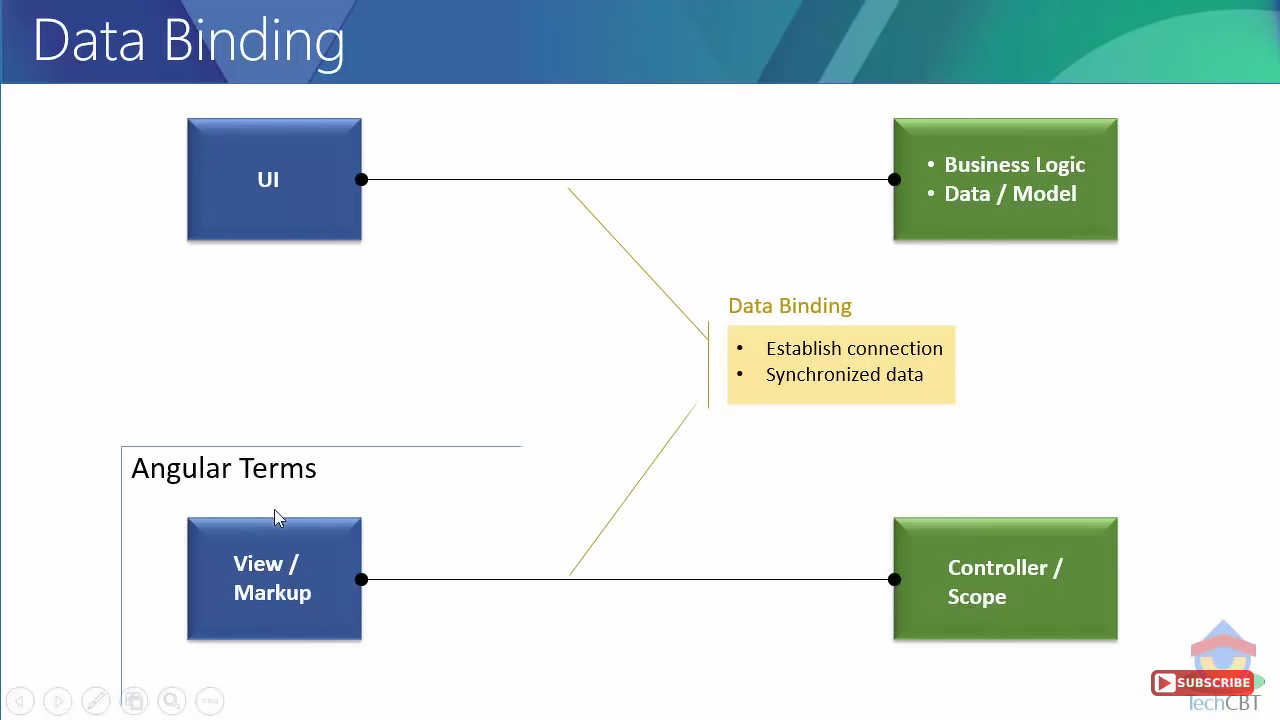 Data Binding
UI
• Business Logic
• Data / Model
Data Binding
• Establish connection
• Synchronized data
Angular Terms
View /
Markup
Controller /
Scope
SUBSCRIBE
TechCBT